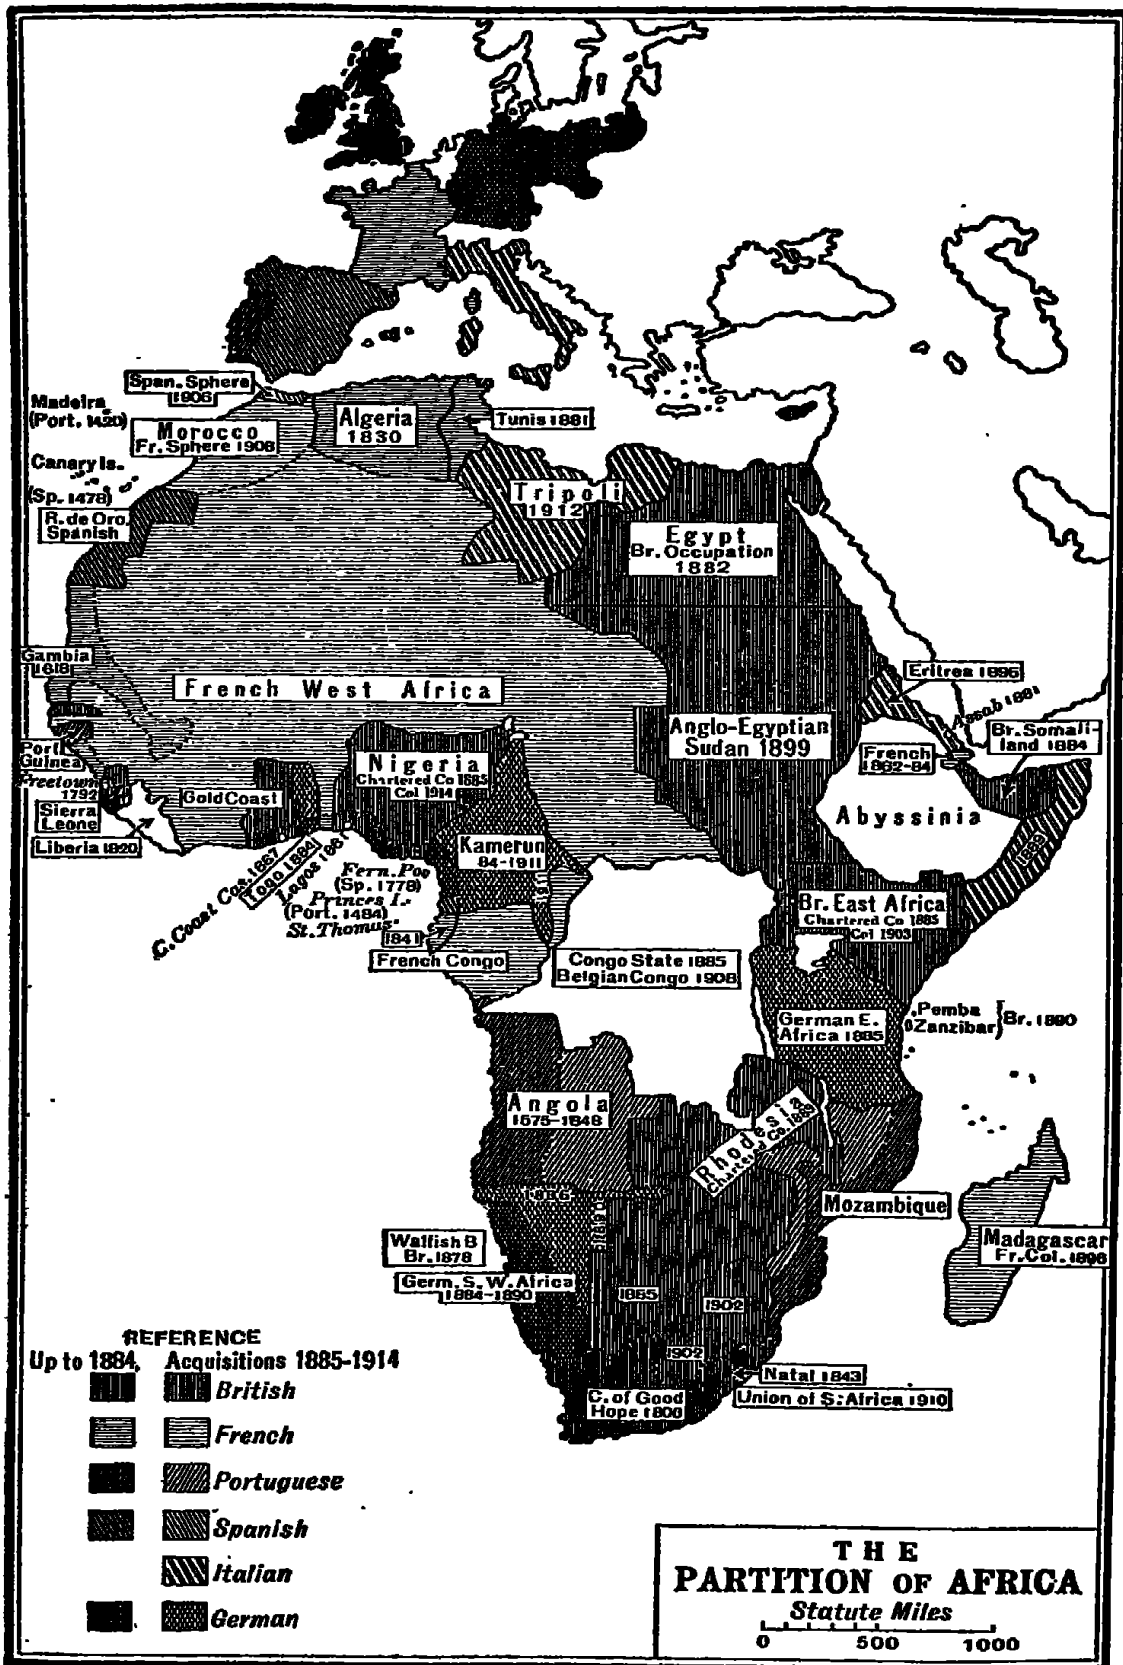 Span. Sphere
1906
Madeira
(Port. 1420)
Morocco
Fr. Sphere 1906
Algeria
1830
Tunis 1881
Canary Is.
(Sp. 1478)
R. de Oro.
Spanish
Tripoli
1912
Egypt
Br. Occupation
1882
Gambia
1618
French West Africa
Eritrea 1895
Assab 1881
Anglo-Egyptian
Sudan 1899
Br. Somali-
land 1884
French
1882-84
Port.
Guinea
Freetown
1792
Sierra
Leone
Liberia 1820
Gold Coast
Nigeria
Chartered Co 1885
Col 1914
Abyssinia
1889
Kamerun
84-1911
1911
C. Coast Cas. 1667
Togo 1884
Lagos 1861
Fern. Poo
(Sp. 1778)
Princes I.
(Port. 1484)
St. Thomas
1841
French Congo
Br. East Africa
Chartered Co 1885
Col 1903
Congo State 1885
Belgian Congo 1908
German E.
Africa 1885
Pemba
Zanzibar
Br. 1890
Angola
1575-1848
Rhodesia
Chartered Co. 1889
1886
Mozambique
Walfish B
Br. 1878
Germ. S. W. Africa
1884-1890
Madagascar
Fr. Col. 1896
1885
1902
1902
Natal 1843
C. of Good
Hope 1806
Union of S. Africa 1910
REFERENCE
Up to 1884. Acquisitions 1885-1914
British
French
Portuguese
Spanish
Italian
German
THE
PARTITION OF AFRICA
Statute Miles
0 500 1000